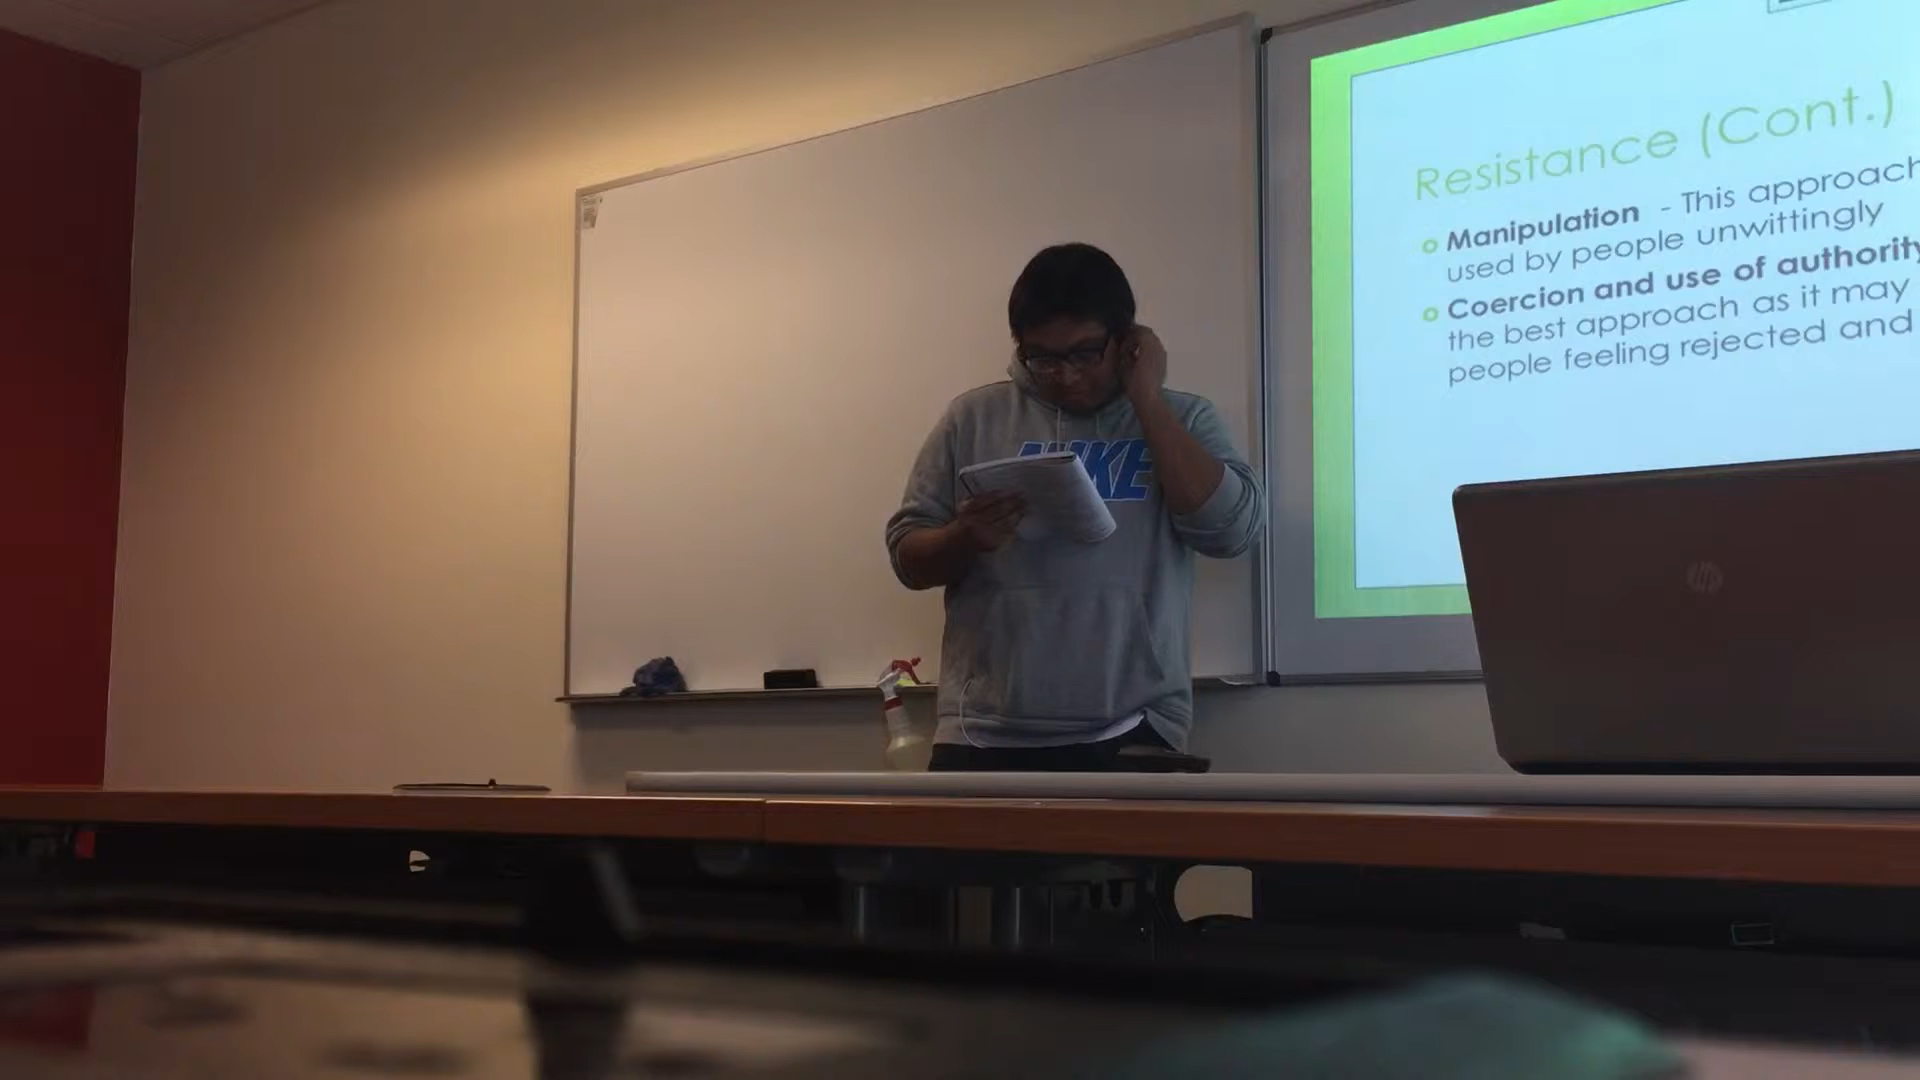 Resistance (Cont.)
Manipulation - This approach
used by people unwittingly
Coercion and use of authority
the best approach as it may
people feeling rejected and
NIKE
hp